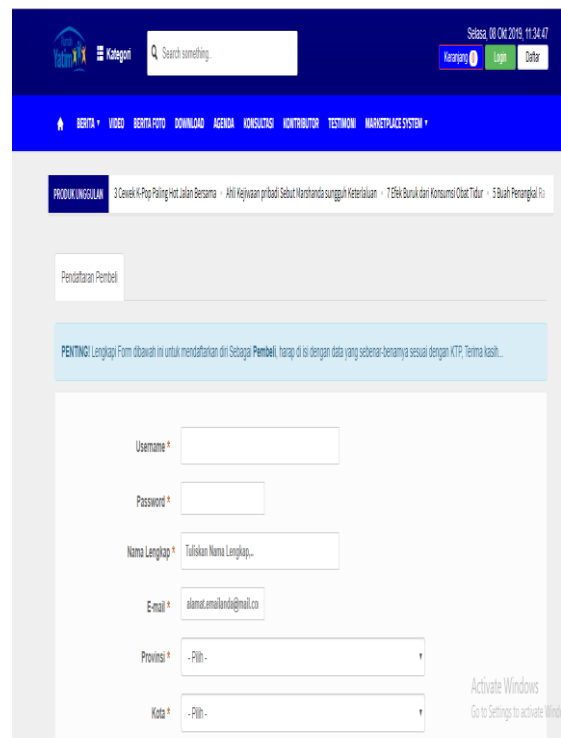 Selasa, 08 Okt 2019, 11:34:47
Rumah
Yatim
Kategori
Search something..
Keranjang
Login
Daftar
BERITA VIDEO BERITA FOTO DOWNLOAD AGENDA KONSULTASI KONTRIBUTOR TESTIMONI MARKETPLACE SYSTEM
PRODUK UNGGULAN 3 Cewek K-Pop Paling Hot Jalan Bersama Ahli Kejiwaan pribadi Sebut Marshanda sungguh Keterlaluan 7 Efek Buruk dari Konsumsi Obat Tidur 5 Buah Penangkal Ra
Pendaftaran Pembeli
PENTING! Lengkapi Form dibawah ini untuk mendaftarkan diri Sebagai Pembeli, harap di isi dengan data yang sebenar-benarnya sesuai dengan KTP, Terima kasih...
Username *
Password *
Nama Lengkap * Tuliskan Nama Lengkap,..
E-mail * alamat.emailanda@mail.co
Provinsi * - Pilih -
Kota * - Pilih -
Activate Windows
Go to Settings to activate Wind